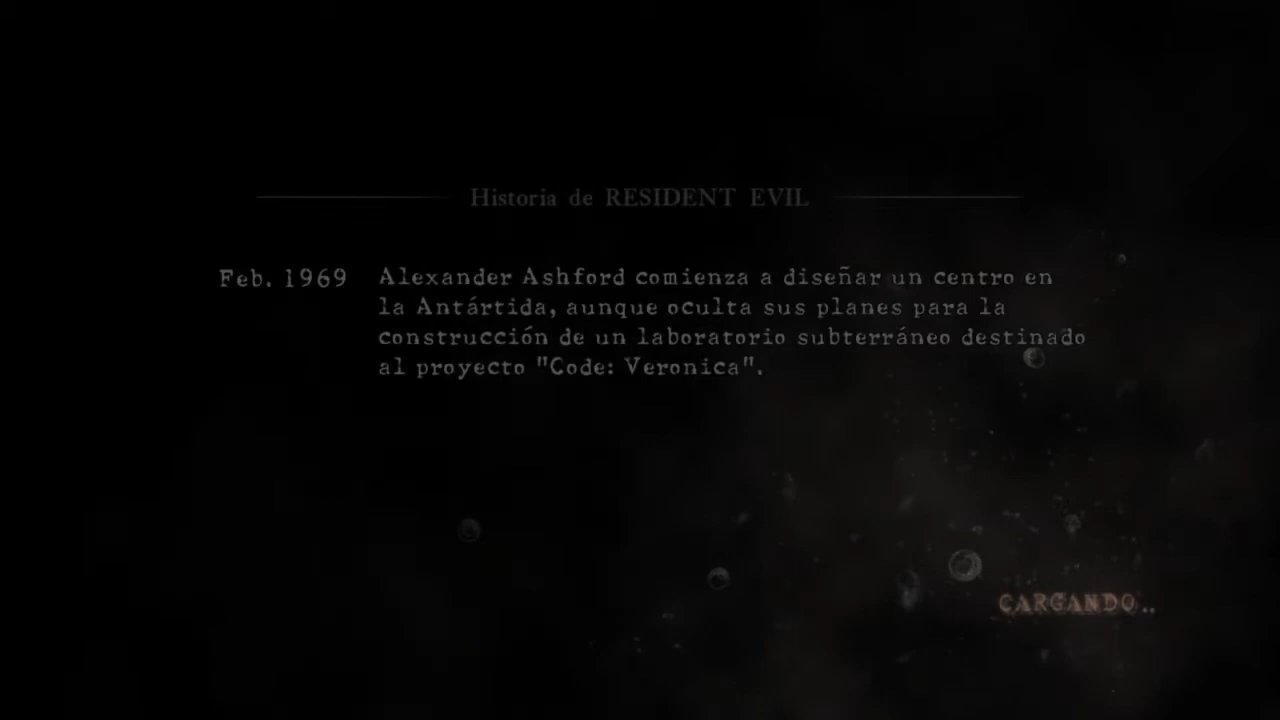 Historia de RESIDENT EVIL
Feb. 1969 Alexander Ashford comienza a diseñar un centro en
la Antártida, aunque oculta sus planes para la
construcción de un laboratorio subterráneo destinado
al proyecto "Code: Veronica".
CARGANDO..